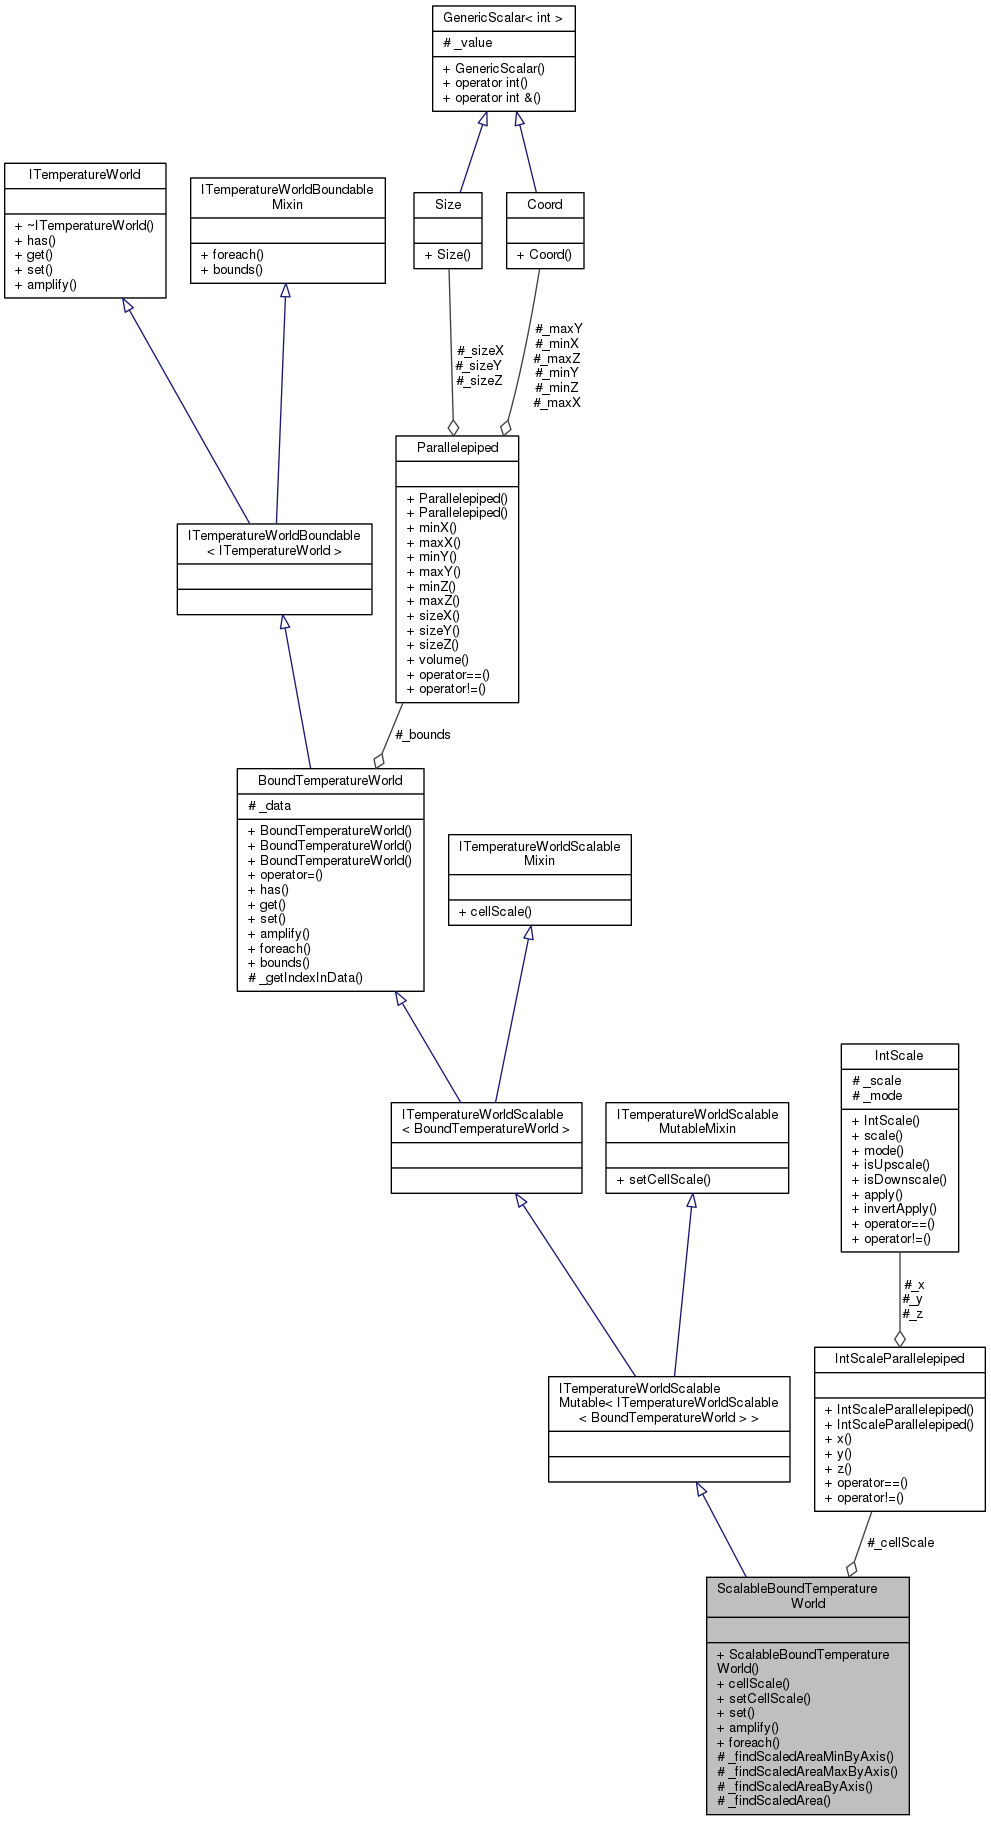 GenericScalar< int >
# _value
+ GenericScalar()
+ operator int()
+ operator int &()
ITemperatureWorld
+ ~ITemperatureWorld()
+ has()
+ get()
+ set()
+ amplify()
ITemperatureWorldBoundable
Mixin
+ foreach()
+ bounds()
Size
+ Size()
Coord
+ Coord()
#_sizeX
#_sizeY
#_sizeZ
#_maxY
#_minX
#_maxZ
#_minY
#_minZ
#_maxX
Parallelepiped
+ Parallelepiped()
+ Parallelepiped()
+ minX()
+ maxX()
+ minY()
+ maxY()
+ minZ()
+ maxZ()
+ sizeX()
+ sizeY()
+ sizeZ()
+ volume()
+ operator==()
+ operator!=()
ITemperatureWorldBoundable
< ITemperatureWorld >
#_bounds
BoundTemperatureWorld
# _data
+ BoundTemperatureWorld()
+ BoundTemperatureWorld()
+ BoundTemperatureWorld()
+ operator=()
+ has()
+ get()
+ set()
+ amplify()
+ foreach()
+ bounds()
# _getIndexInData()
ITemperatureWorldScalable
Mixin
+ cellScale()
ITemperatureWorldScalable
< BoundTemperatureWorld >
ITemperatureWorldScalable
MutableMixin
+ setCellScale()
IntScale
# _scale
# _mode
+ IntScale()
+ scale()
+ mode()
+ isUpscale()
+ isDownscale()
+ apply()
+ invertApply()
+ operator==()
+ operator!=()
#_x
#_y
#_z
ITemperatureWorldScalable
Mutable< ITemperatureWorldScalable
< BoundTemperatureWorld > >
IntScaleParallelepiped
+ IntScaleParallelepiped()
+ IntScaleParallelepiped()
+ x()
+ y()
+ z()
+ operator==()
+ operator!=()
#_cellScale
ScalableBoundTemperature
World
+ ScalableBoundTemperature
World()
+ cellScale()
+ setCellScale()
+ set()
+ amplify()
+ foreach()
# _findScaledAreaMinByAxis()
# _findScaledAreaMaxByAxis()
# _findScaledAreaByAxis()
# _findScaledArea()